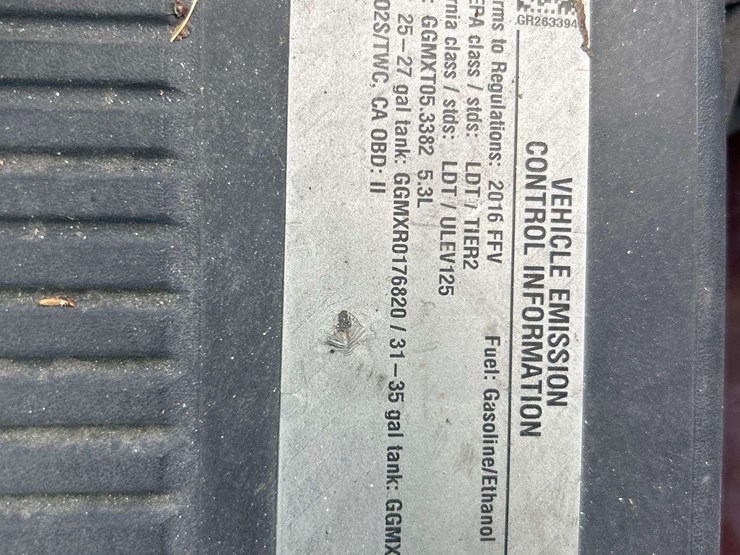 GR263394
VEHICLE EMISSION
CONTROL INFORMATION
rms to Regulations: 2016 FFV Fuel: Gasoline/Ethanol
EPA class / stds: LDT / TIER2
rnia class / stds: LDT / ULEV125
: GGMXT05.3382 5.3L
25-27 gal tank: GGMXR0176820 / 31-35 gal tank: GGMX
O2S/TWC, CA OBD: II